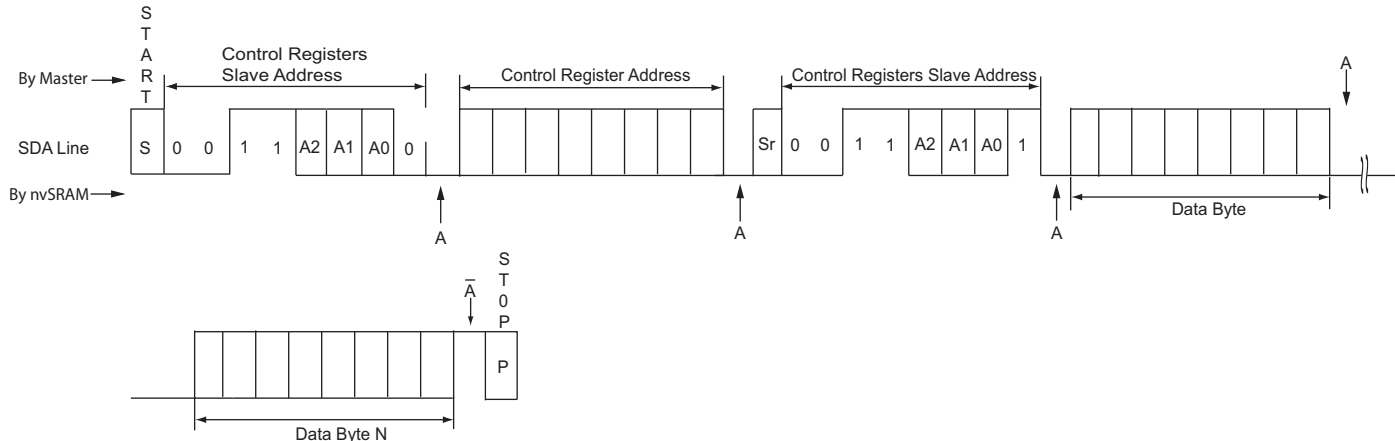 START
Control Registers
Slave Address
By Master
Control Register Address
Control Registers Slave Address
A
SDA Line
S 0 0 1 1 A2 A1 A0 0
Sr 0 0 1 1 A2 A1 A0 1
By nvSRAM
A
A
A
Data Byte
ST0P
A̅
P
Data Byte N